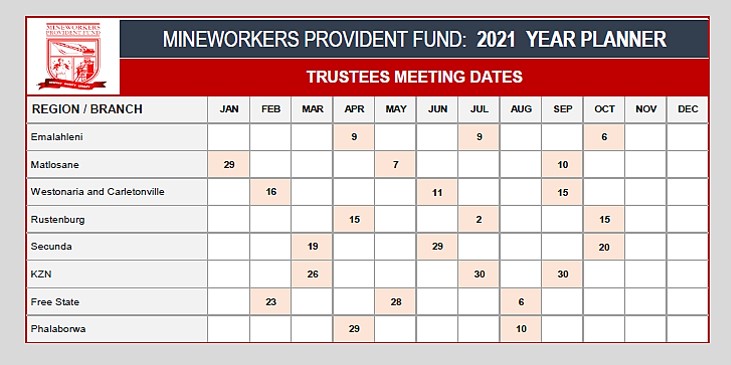 MINEWORKERS
PROVIDENT FUND
MINEWORKERS PROVIDENT FUND: 2021 YEAR PLANNER
TRUSTEES MEETING DATES
REGION / BRANCH JAN FEB MAR APR MAY JUN JUL AUG SEP OCT NOV DEC
Emalahleni 9 9 6
Matlosane 29 7 10
Westonaria and Carletonville 16 11 15
Rustenburg 15 2 15
Secunda 19 29 20
KZN 26 30 30
Free State 23 28 6
Phalaborwa 29 10